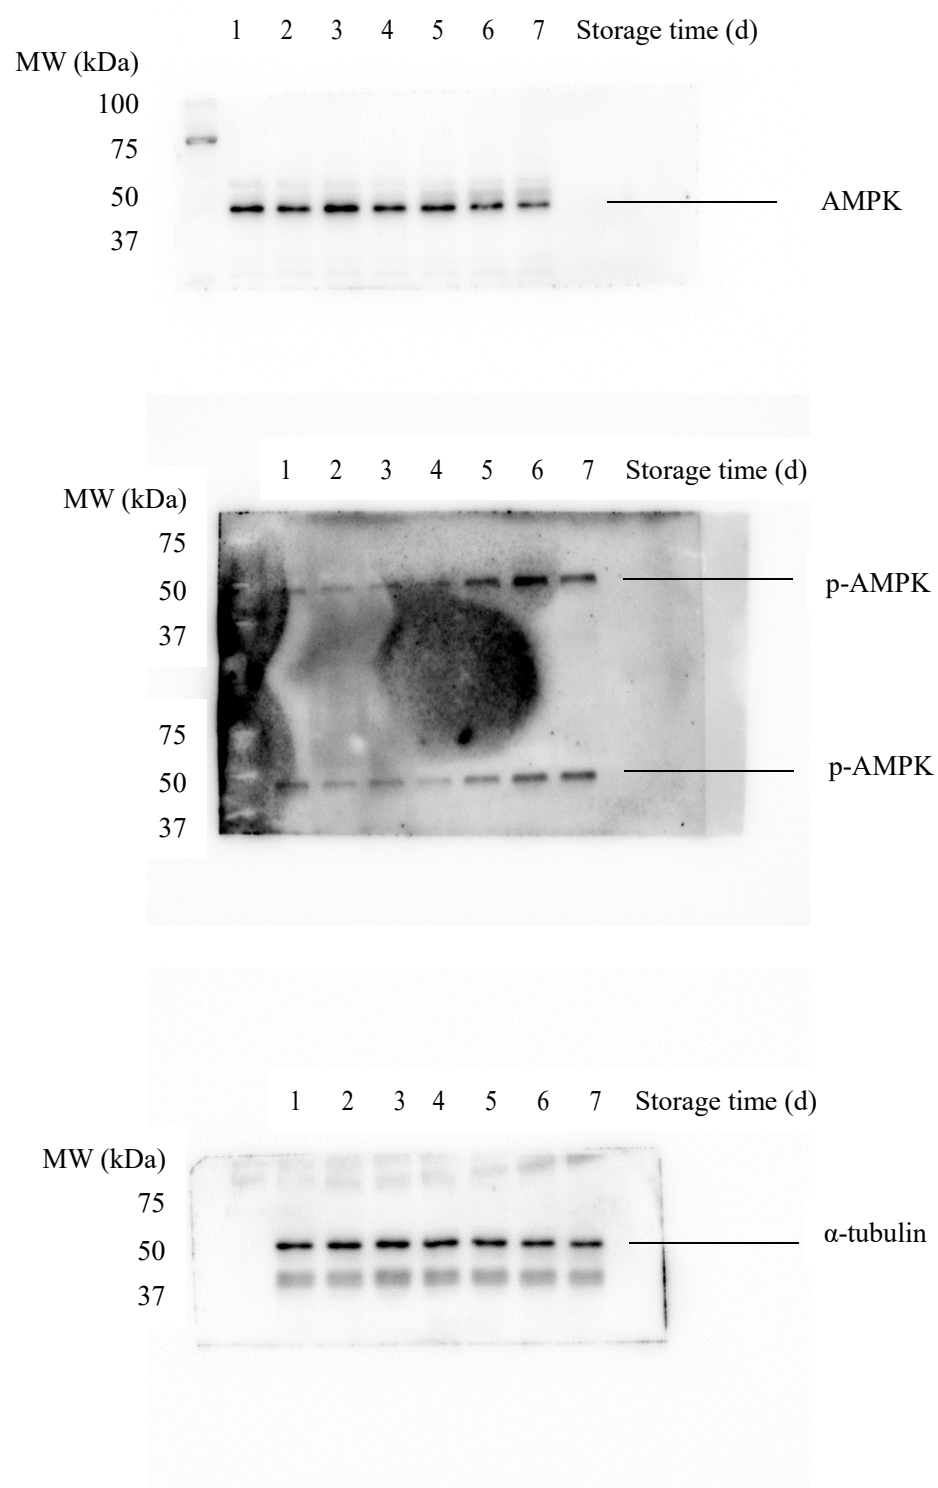 1 2 3 4 5 6 7 Storage time (d)
MW (kDa)
100
75
50
37
AMPK
1 2 3 4 5 6 7 Storage time (d)
MW (kDa)
75
50
37
p-AMPK
75
50
37
p-AMPK
1 2 3 4 5 6 7 Storage time (d)
MW (kDa)
75
50
37
α-tubulin